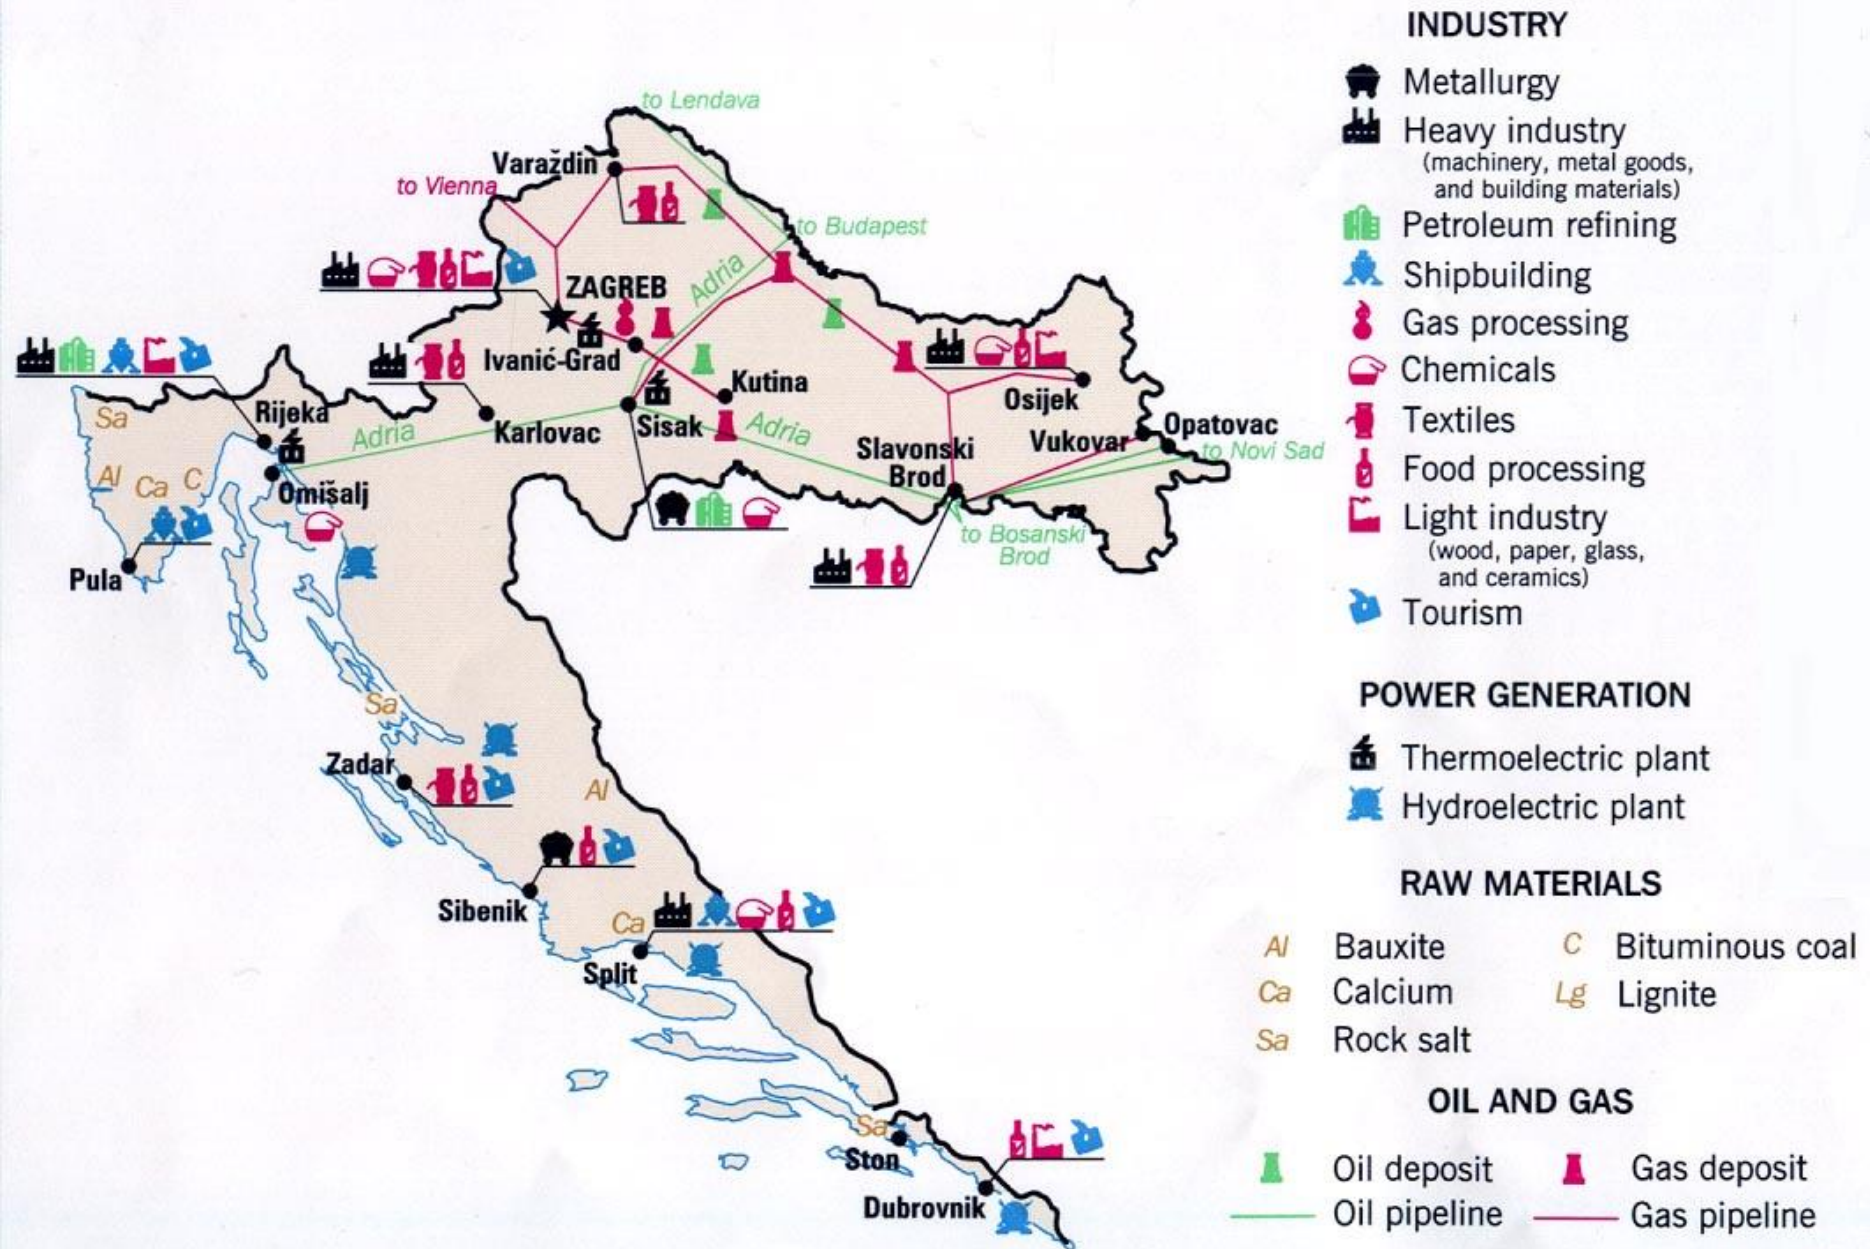 to Lendava
Varaždin
to Vienna
to Budapest
Adria
ZAGREB
Ivanić-Grad
Kutina
Rijeka
Sa
Adria
Karlovac
Sisak
Adria
Osijek
Opatovac
Vukovar
to Novi Sad
Slavonski
Brod
Al
Ca
C
Omišalj
to Bosanski
Brod
Pula
Sa
Zadar
Al
Sibenik
Ca
Split
Sa
Ston
Dubrovnik
INDUSTRY
Metallurgy
Heavy industry
(machinery, metal goods,
and building materials)
Petroleum refining
Shipbuilding
Gas processing
Chemicals
Textiles
Food processing
Light industry
(wood, paper, glass,
and ceramics)
Tourism
POWER GENERATION
Thermoelectric plant
Hydroelectric plant
RAW MATERIALS
Al Bauxite C Bituminous coal
Ca Calcium Lg Lignite
Sa Rock salt
OIL AND GAS
Oil deposit Gas deposit
Oil pipeline Gas pipeline